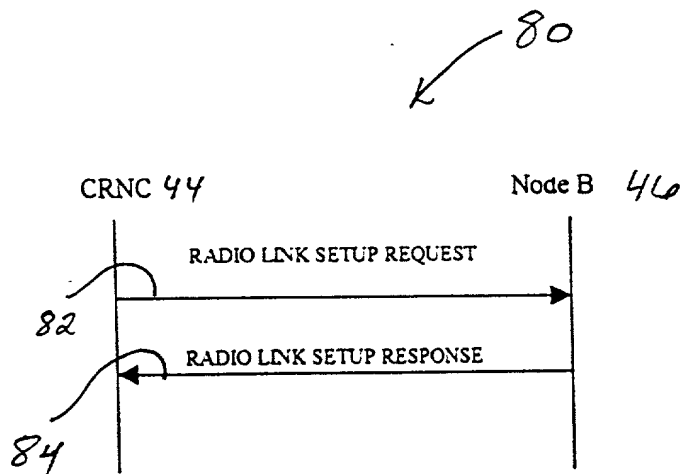 80
CRNC 44
Node B 46
RADIO LINK SETUP REQUEST
82
RADIO LINK SETUP RESPONSE
84